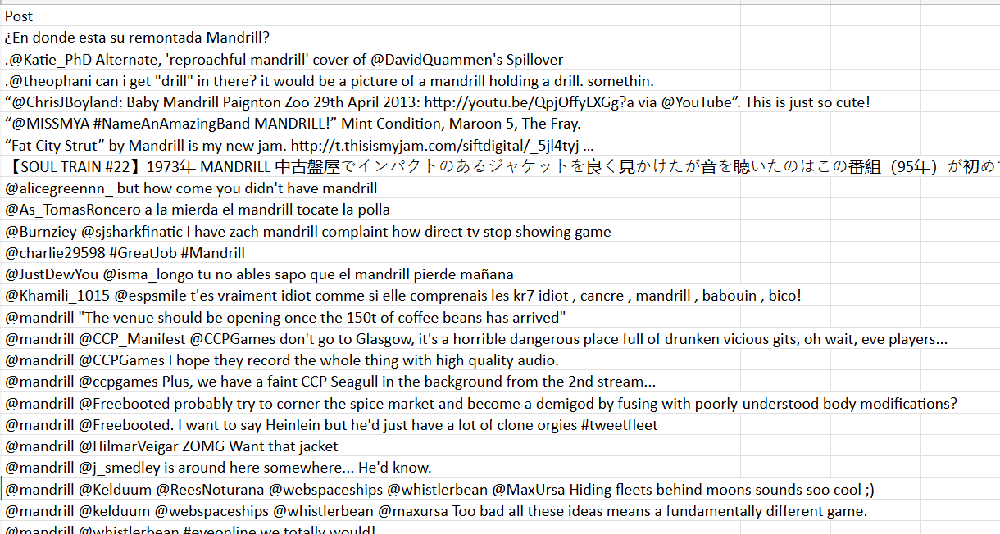 Post
¿En donde esta su remontada Mandrill?
.@Katie_PhD Alternate, 'reproachful mandrill' cover of @DavidQuammen's Spillover
.@theophani can i get "drill" in there? it would be a picture of a mandrill holding a drill. somethin.
“@ChrisJBoyland: Baby Mandrill Paignton Zoo 29th April 2013: http://youtu.be/QpjOffyLXGg?a via @YouTube”. This is just so cute!
“@MISSMYA #NameAnAmazingBand MANDRILL!” Mint Condition, Maroon 5, The Fray.
“Fat City Strut” by Mandrill is my new jam. http://t.thisismyjam.com/siftdigital/_5jl4tyj …
【SOUL TRAIN #22】1973年 MANDRILL 中古盤屋でインパクトのあるジャケットを良く見かけたが音を聴いたのはこの番組（95年）が初めて
@alicegreennn_ but how come you didn't have mandrill
@As_TomasRoncero a la mierda el mandrill tocate la polla
@Burnziey @sjsharkfinatic I have zach mandrill complaint how direct tv stop showing game
@charlie29598 #GreatJob #Mandrill
@JustDewYou @isma_longo tu no ables sapo que el mandrill pierde mañana
@Khamili_1015 @espsmile t'es vraiment idiot comme si elle comprenais les kr7 idiot , cancre , mandrill , babouin , bico!
@mandrill "The venue should be opening once the 150t of coffee beans has arrived"
@mandrill @CCP_Manifest @CCPGames don't go to Glasgow, it's a horrible dangerous place full of drunken vicious gits, oh wait, eve players...
@mandrill @CCPGames I hope they record the whole thing with high quality audio.
@mandrill @ccpgames Plus, we have a faint CCP Seagull in the background from the 2nd stream...
@mandrill @Freebooted probably try to corner the spice market and become a demigod by fusing with poorly-understood body modifications?
@mandrill @Freebooted. I want to say Heinlein but he'd just have a lot of clone orgies #tweetfleet
@mandrill @HilmarVeigar ZOMG Want that jacket
@mandrill @j_smedley is around here somewhere... He'd know.
@mandrill @Kelduum @ReesNoturana @webspaceships @whistlerbean @MaxUrsa Hiding fleets behind moons sounds soo cool ;)
@mandrill @kelduum @webspaceships @whistlerbean @maxursa Too bad all these ideas means a fundamentally different game.
@mandrill @whistlerbean #eveonline we totally would!